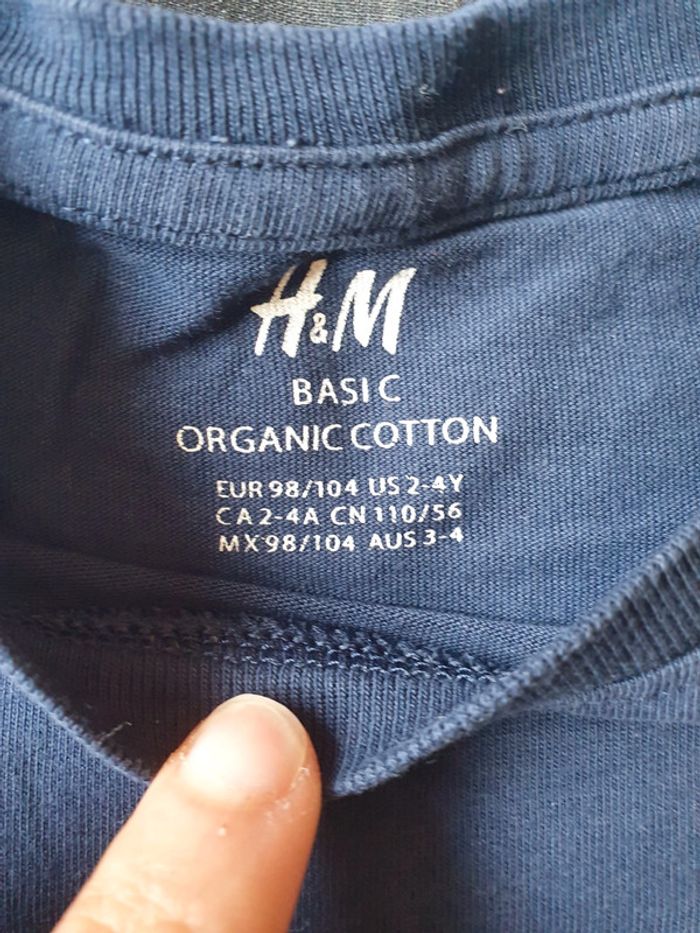 H&M
BASIC
ORGANIC COTTON
EUR 98/104 US 2-4Y
CA 2-4A CN 110/56
MX 98/104 AUS 3-4